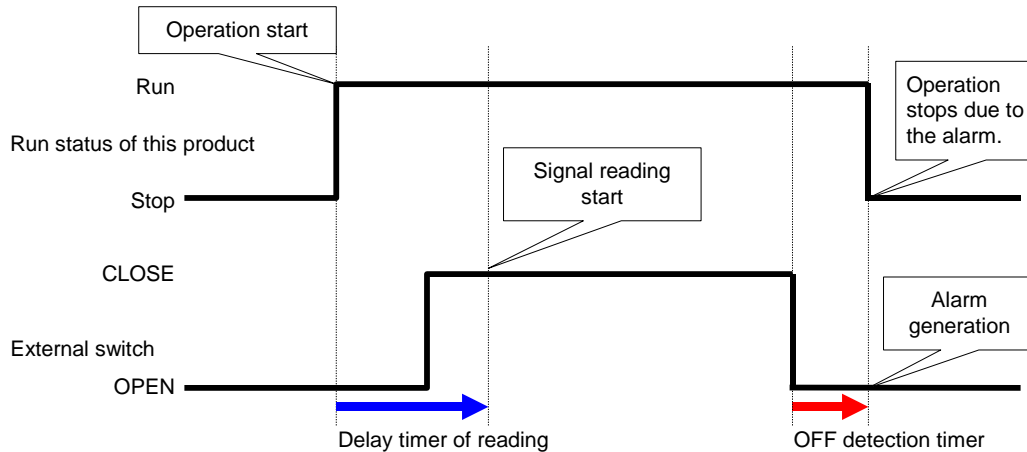 Operation start
Run
Operation
stops due to
the alarm.
Run status of this product
Signal reading
start
Stop
CLOSE
Alarm
generation
External switch
OPEN
Delay timer of reading
OFF detection timer